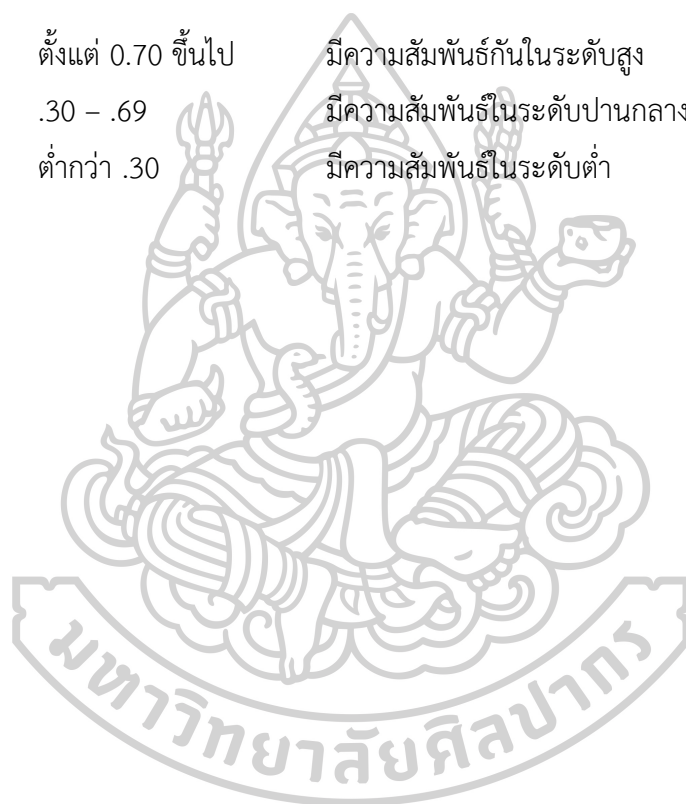 ตั้งแต่ 0.70 ขึ้นไป มีความสัมพันธ์กันในระดับสูง
.30 – .69 มีความสัมพันธ์ในระดับปานกลาง
ต่ำกว่า .30 มีความสัมพันธ์ในระดับต่ำ
มหาวิทยาลัยศิลปากร